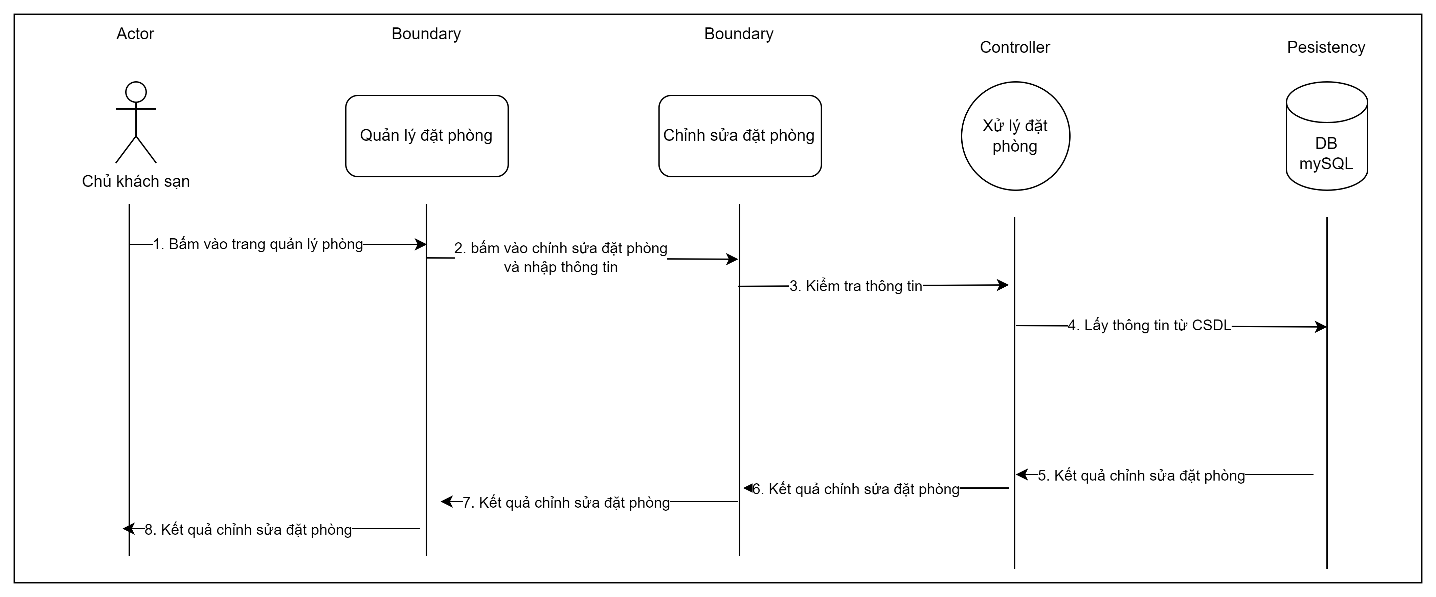 Actor
Boundary
Boundary
Controller
Pesistency
Quản lý đặt phòng
Chỉnh sửa đặt phòng
Xử lý đặt
phòng
DB
mySQL
Chủ khách sạn
1. Bấm vào trang quản lý phòng
2. bấm vào chỉnh sửa đặt phòng
và nhập thông tin
3. Kiểm tra thông tin
4. Lấy thông tin từ CSDL
5. Kết quả chỉnh sửa đặt phòng
6. Kết quả chỉnh sửa đặt phòng
7. Kết quả chỉnh sửa đặt phòng
8. Kết quả chỉnh sửa đặt phòng